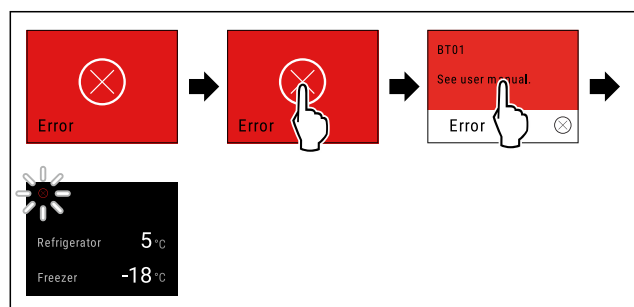 Error
Error
BT01
See user manual.
Error
Refrigerator 5 °C
Freezer -18 °C